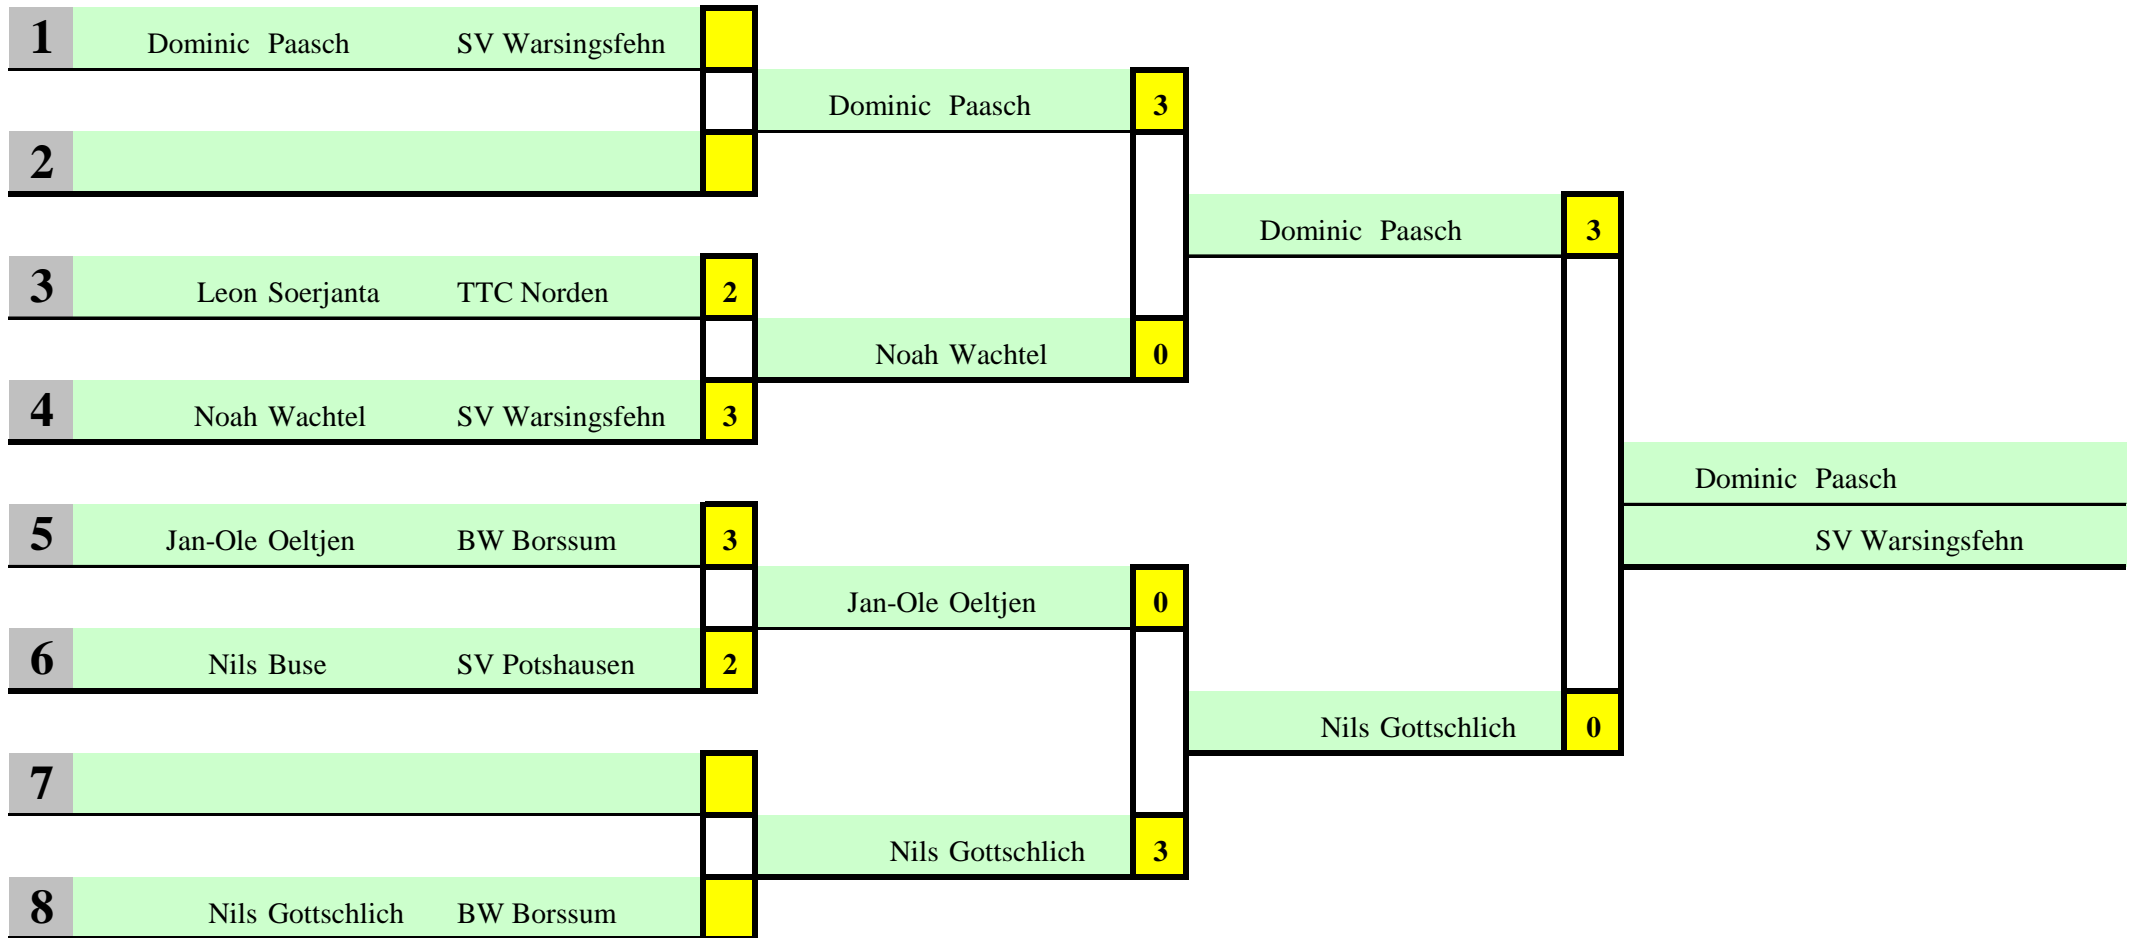 1 Dominic Paasch SV Warsingsfehn
Dominic Paasch 3
2
Dominic Paasch 3
3 Leon Soerjanta TTC Norden 2
Noah Wachtel 0
4 Noah Wachtel SV Warsingsfehn 3
Dominic Paasch
5 Jan-Ole Oeltjen BW Borssum 3
SV Warsingsfehn
Jan-Ole Oeltjen 0
6 Nils Buse SV Potshausen 2
Nils Gottschlich 0
7
Nils Gottschlich 3
8 Nils Gottschlich BW Borssum